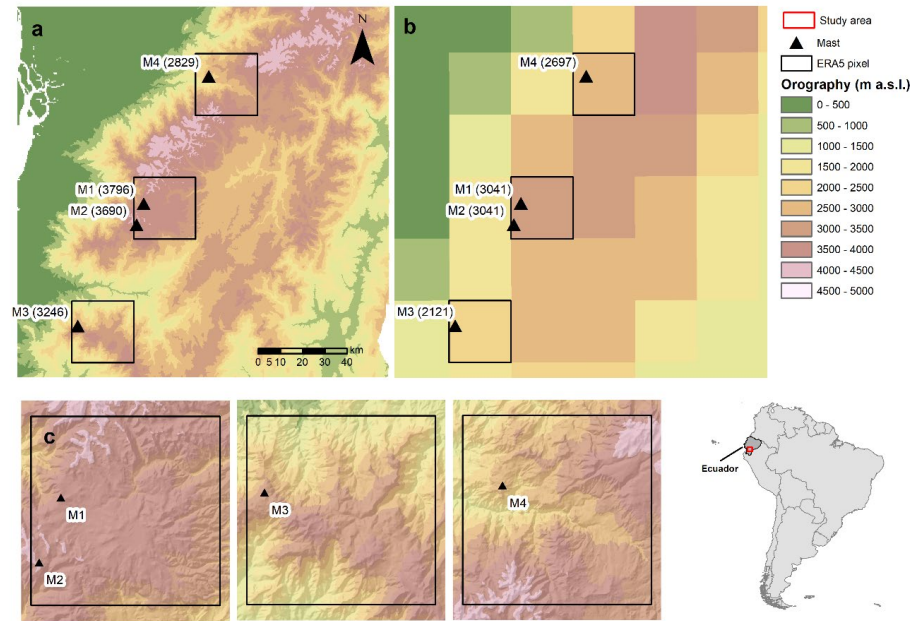 a
N
M4 (2829)
M1 (3796)
M2 (3690)
M3 (3246)
km
0 5 10 20 30 40
b
M4 (2697)
M1 (3041)
M2 (3041)
M3 (2121)
Study area
Mast
ERA5 pixel
Orography (m a.s.l.)
0 - 500
500 - 1000
1000 - 1500
1500 - 2000
2000 - 2500
2500 - 3000
3000 - 3500
3500 - 4000
4000 - 4500
4500 - 5000
c
M1
M2
M3
M4
Ecuador